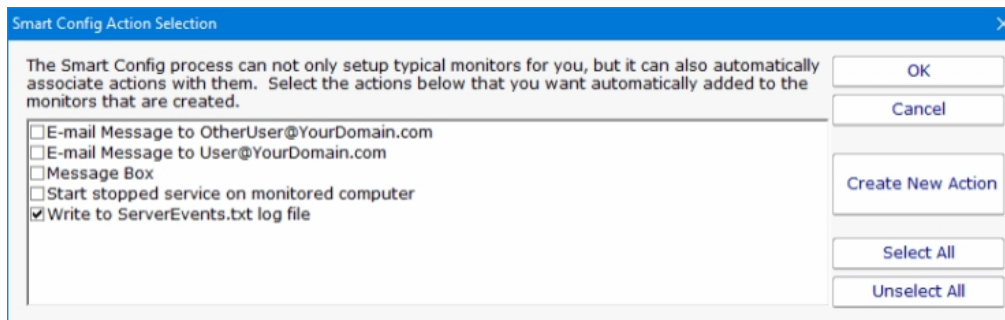 Smart Config Action Selection
The Smart Config process can not only setup typical monitors for you, but it can also automatically
associate actions with them.  Select the actions below that you want automatically added to the
monitors that are created.
OK
Cancel
E-mail Message to OtherUser@YourDomain.com
E-mail Message to User@YourDomain.com
Message Box
Start stopped service on monitored computer
Write to ServerEvents.txt log file
Create New Action
Select All
Unselect All